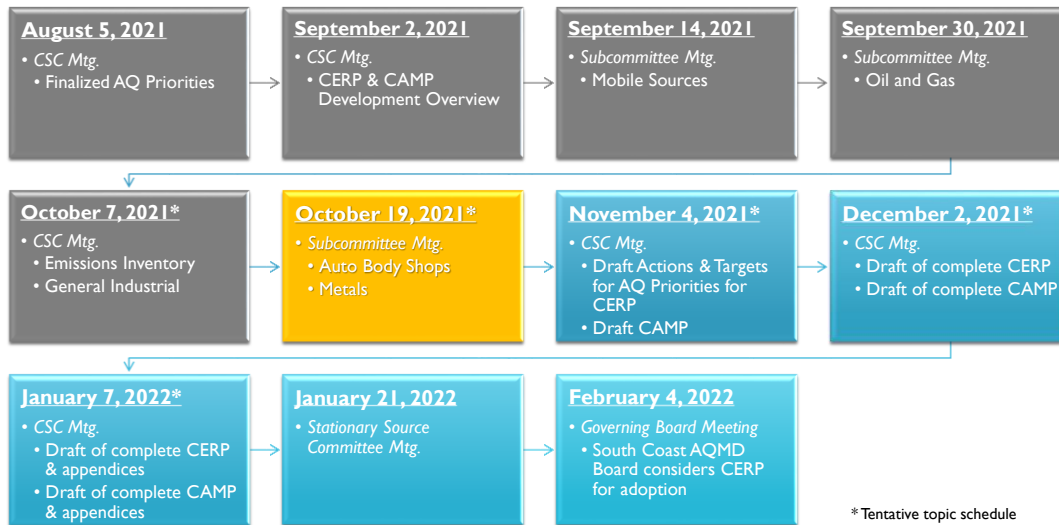 August 5, 2021
• CSC Mtg.
• Finalized AQ Priorities
September 2, 2021
• CSC Mtg.
• CERP & CAMP
Development Overview
September 14, 2021
• Subcommittee Mtg.
• Mobile Sources
September 30, 2021
• Subcommittee Mtg.
• Oil and Gas
October 7, 2021*
• CSC Mtg.
• Emissions Inventory
• General Industrial
October 19, 2021*
• Subcommittee Mtg.
• Auto Body Shops
• Metals
November 4, 2021*
• CSC Mtg.
• Draft Actions & Targets
for AQ Priorities for
CERP
• Draft CAMP
December 2, 2021*
• CSC Mtg.
• Draft of complete CERP
• Draft of complete CAMP
January 7, 2022*
• CSC Mtg.
• Draft of complete CERP
& appendices
• Draft of complete CAMP
& appendices
January 21, 2022
• Stationary Source
Committee Mtg.
February 4, 2022
• Governing Board Meeting
• South Coast AQMD
Board considers CERP
for adoption
* Tentative topic schedule